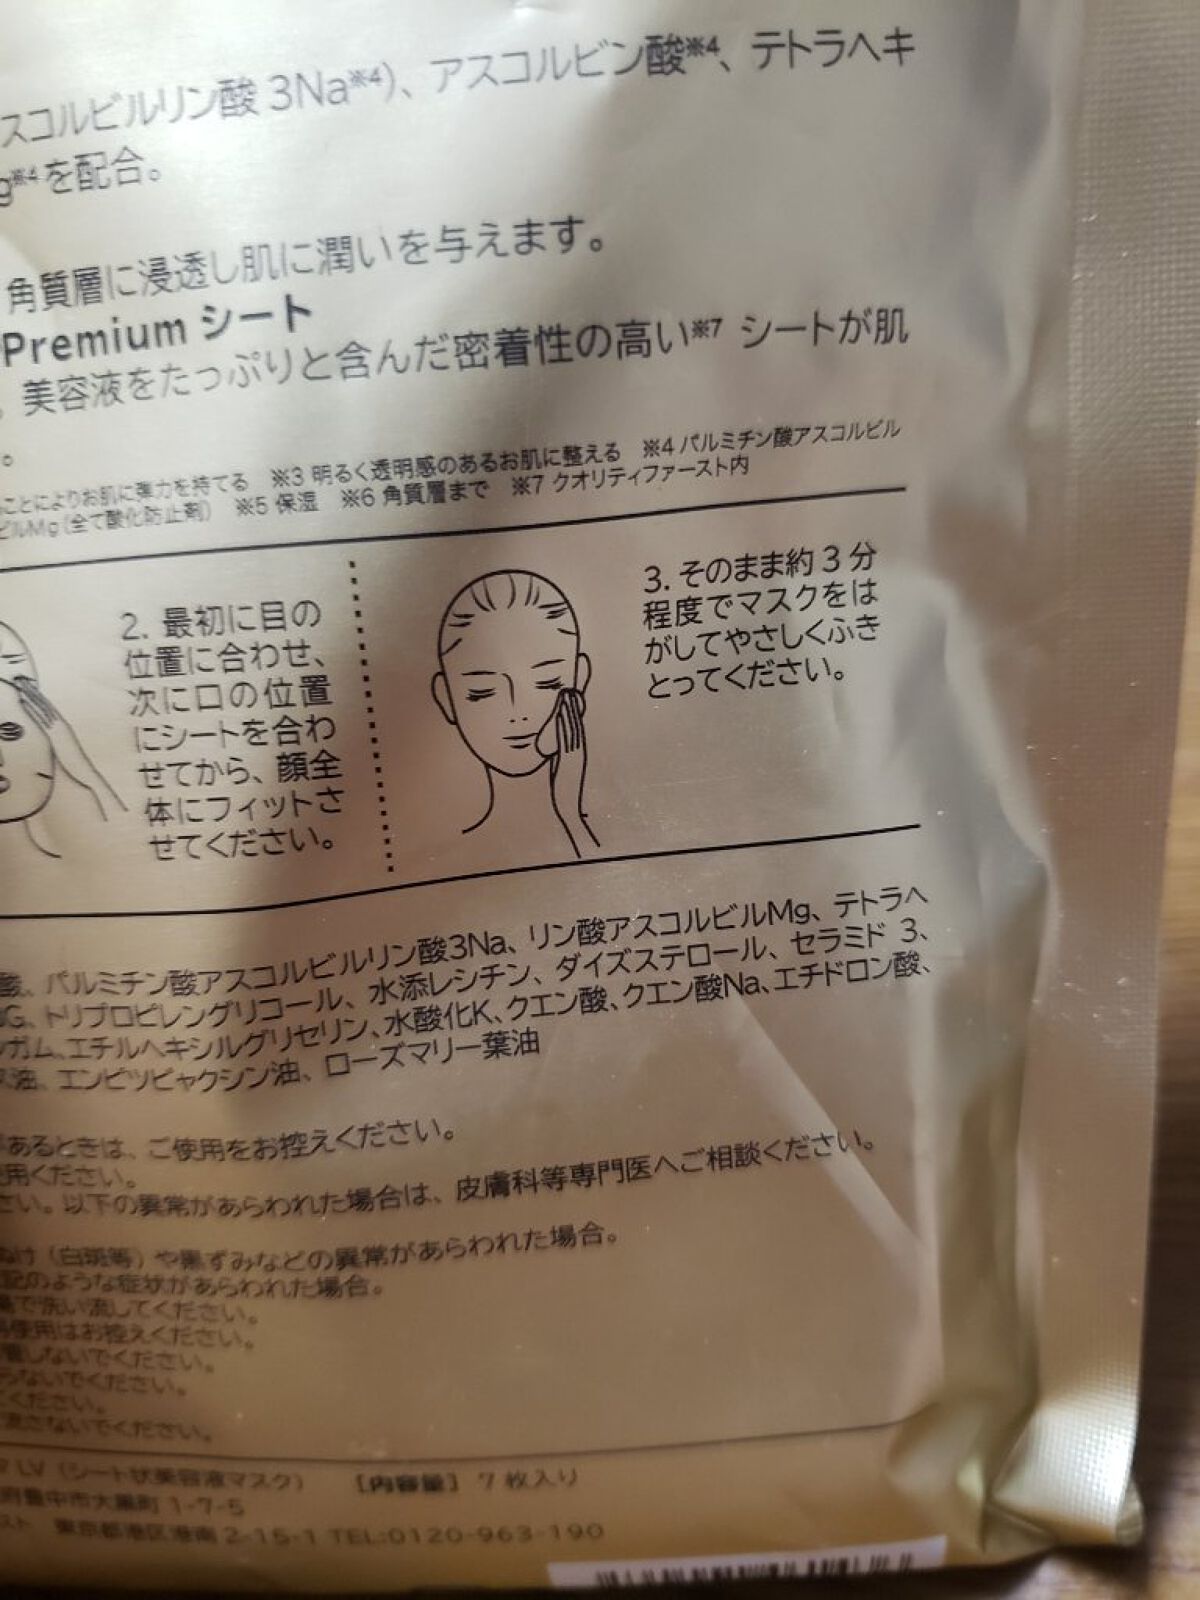 スコルビルリン酸 3Na※4)、アスコルビン酸※4、テトラヘキ
g※4を配合。
角質層に浸透し肌に潤いを与えます。
Premium シート
。美容液をたっぷりと含んだ密着性の高い※7 シートが肌
。
ことによりお肌に弾力を持てる ※3 明るく透明感のあるお肌に整える ※4 パルミチン酸アスコルビル
ビルMg(全て酸化防止剤) ※5 保湿 ※6 角質層まで ※7 クオリティファースト内
2. 最初に目の
位置に合わせ、
次に口の位置
にシートを合わ
せてから、顔全
体にフィットさ
せてください。
3. そのまま約 3 分
程度でマスクをは
がしてやさしくふき
とってください。
酸、パルミチン酸アスコルビルリン酸3Na、リン酸アスコルビルMg、テトラヘ
G、トリプロピレングリコール、水添レシチン、ダイズステロール、セラミド 3、
ガム、エチルヘキシルグリセリン、水酸化K、クエン酸、クエン酸Na、エチドロン酸、
油、エンピツビャクシン油、ローズマリー葉油
があるときは、ご使用をお控えください。
使用ください。
さい。以下の異常があらわれた場合は、皮膚科等専門医へご相談ください。
ぬけ（白斑等）や黒ずみなどの異常があらわれた場合。
記のような症状があらわれた場合。
で洗い流してください。
使用はお控えください。
管しないでください。
らないでください。
ください。
流さないでください。
LV（シート状美容液マスク） 【内容量】 7 枚入り
府豊中市大黒町 1-7-5
スト 東京都港区港南 2-15-1 TEL:0120-963-190